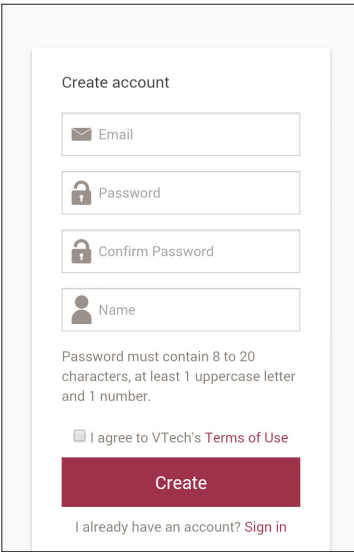 Create account
Email
Password
Confirm Password
Name
Password must contain 8 to 20
characters, at least 1 uppercase letter
and 1 number.
I agree to VTech's Terms of Use
Create
I already have an account? Sign in